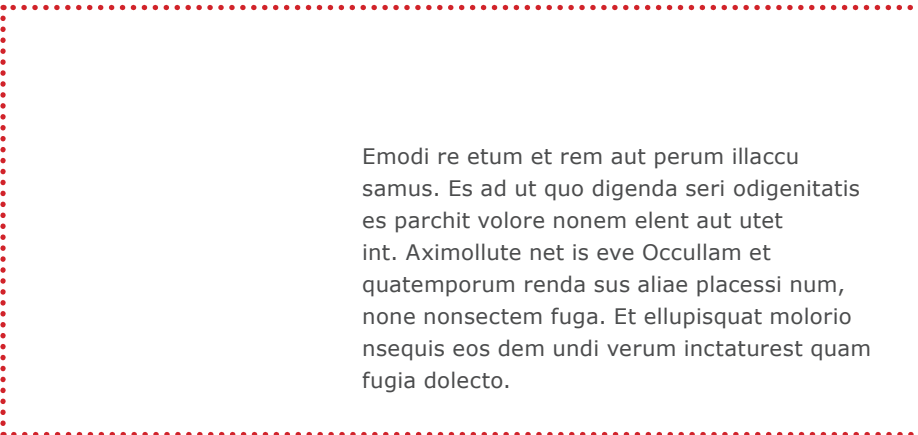 Emodi re etum et rem aut perum illaccu
samus. Es ad ut quo digenda seri odigenitatis
es parchit volore nonem elent aut utet
int. Aximollute net is eve Occullam et
quatemporum renda sus aliae placessi num,
none nonsectem fuga. Et ellupisquat molorio
nsequis eos dem undi verum inctaturest quam
fugia dolecto.